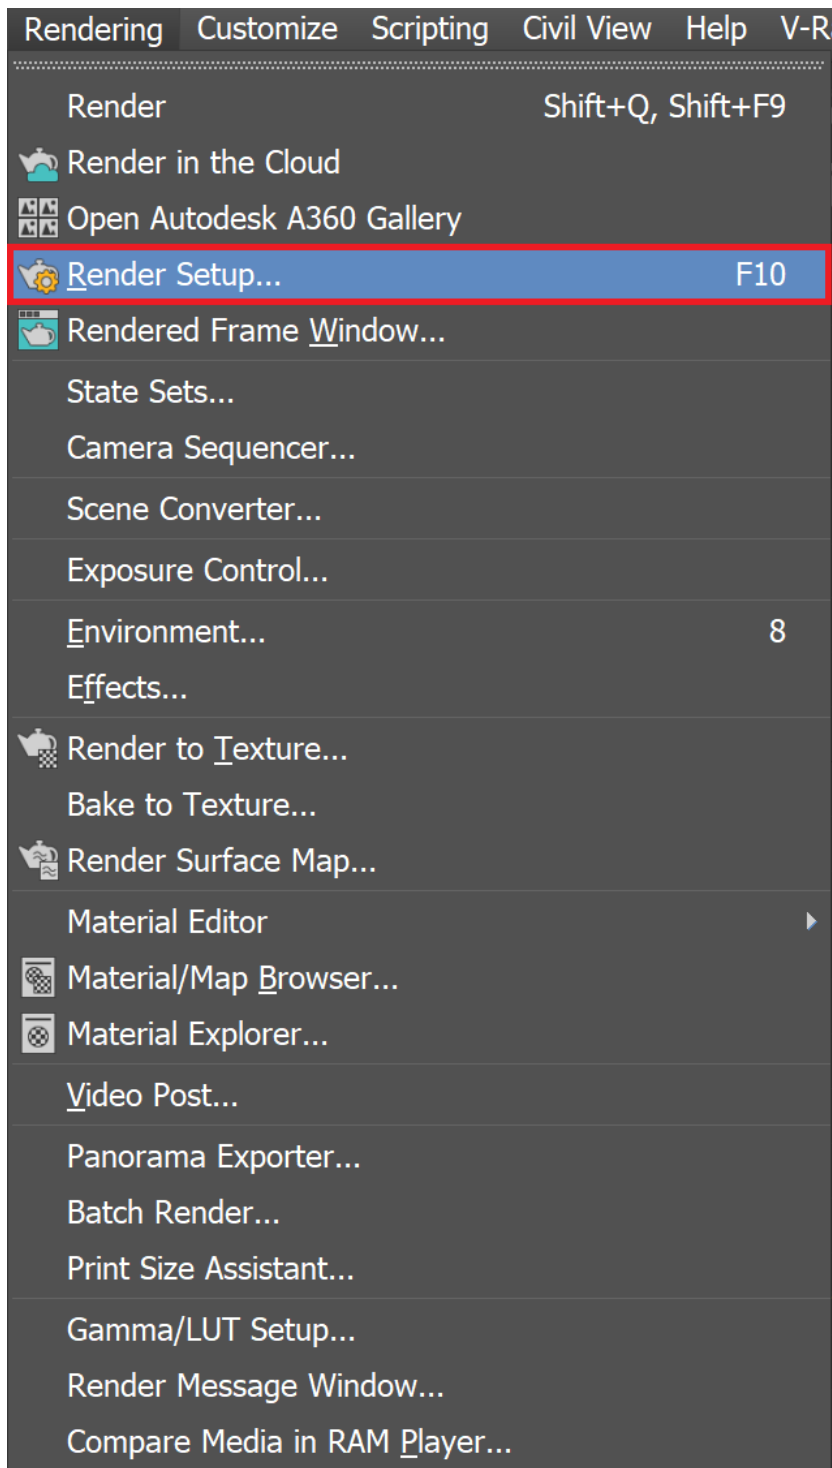 Rendering Customize Scripting Civil View Help
Render Shift+Q, Shift+F9
Render in the Cloud
Open Autodesk A360 Gallery
Render Setup... F10
Rendered Frame Window...
State Sets...
Camera Sequencer...
Scene Converter...
Exposure Control...
Environment... 8
Effects...
Render to Texture...
Bake to Texture...
Render Surface Map...
Material Editor
Material/Map Browser...
Material Explorer...
Video Post...
Panorama Exporter...
Batch Render...
Print Size Assistant...
Gamma/LUT Setup...
Render Message Window...
Compare Media in RAM Player...